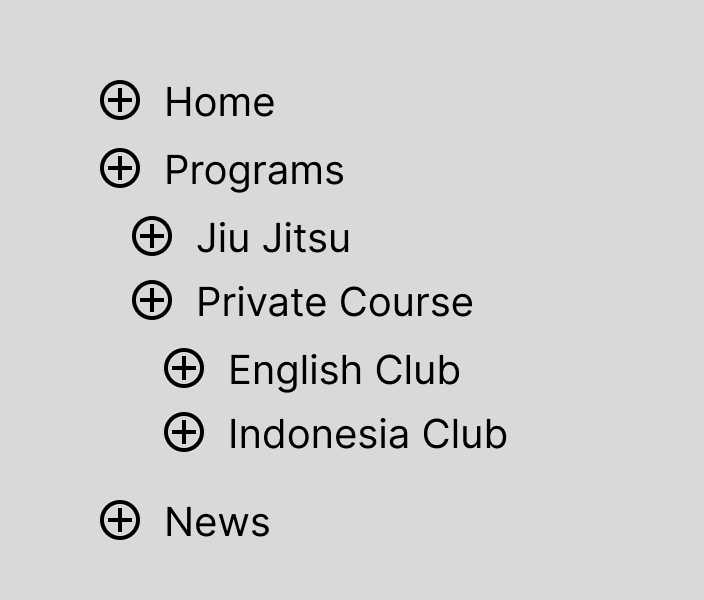 Home
Programs
Jiu Jitsu
Private Course
English Club
Indonesia Club
News